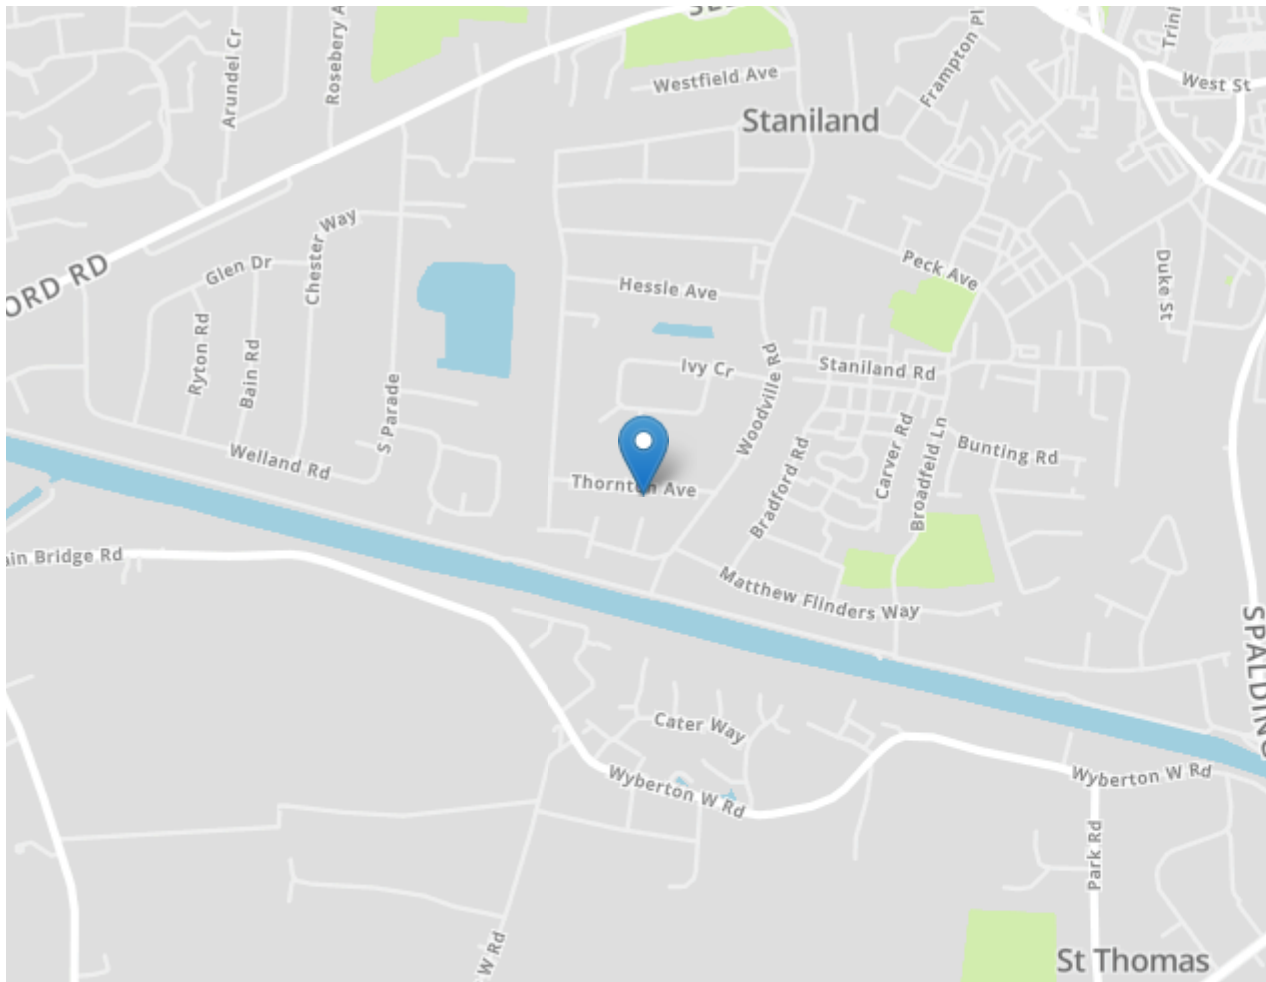 Arundel Cr
Rosebery A
Westfield Ave
Frampton Pl
Trini
West St
Staniland
Chester Way
Glen Dr
ORD RD
Peck Ave
Duke St
Hessle Ave
Ryton Rd
Bain Rd
Ivy Cr
Staniland Rd
Woodville Rd
S Parade
Carver Rd
Broadfeld Ln
Bunting Rd
Bradford Rd
Welland Rd
Thornton Ave
ain Bridge Rd
Matthew Flinders Way
SPALDING
Cater Way
Wyberton W Rd
Wyberton W Rd
Park Rd
W Rd
St Thomas